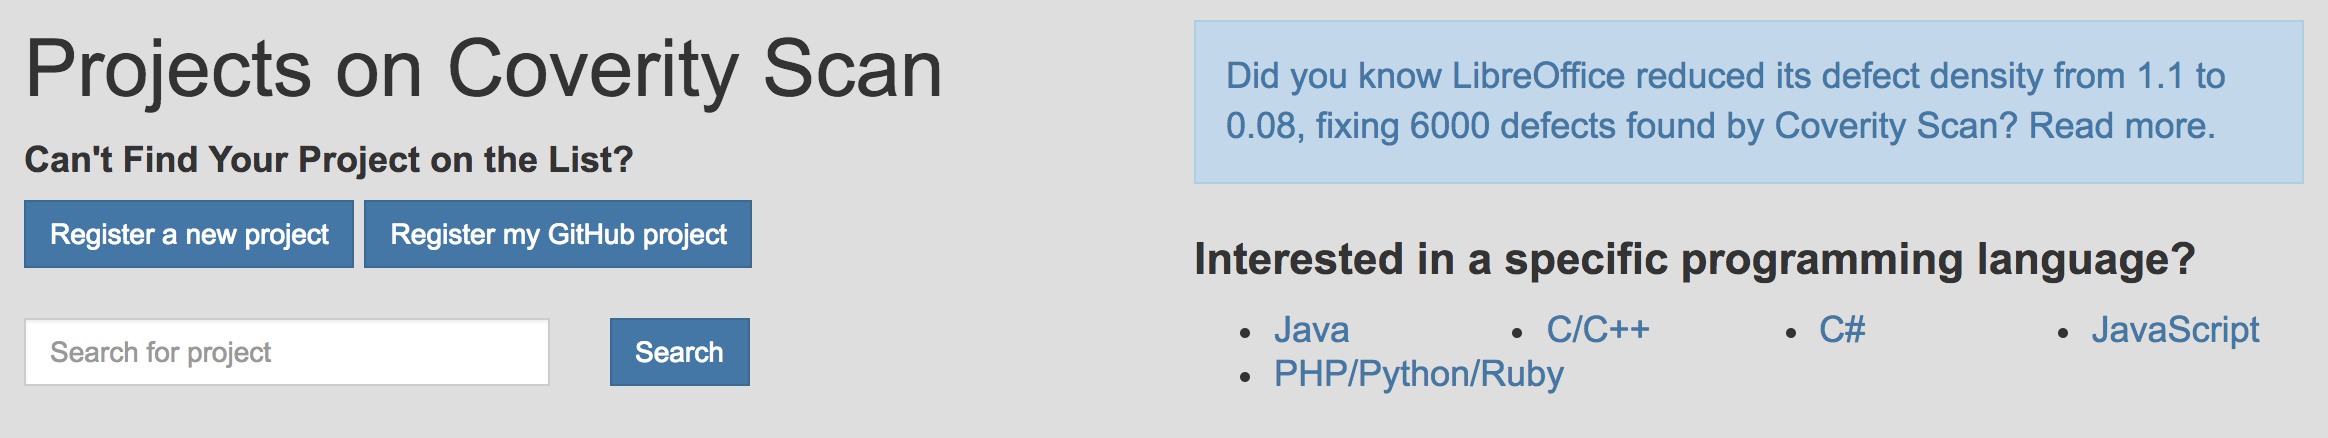 Projects on Coverity Scan
Can't Find Your Project on the List?
Register a new project
Register my GitHub project
Search for project
Search
Did you know LibreOffice reduced its defect density from 1.1 to
0.08, fixing 6000 defects found by Coverity Scan? Read more.
Interested in a specific programming language?
Java
C/C++
C#
JavaScript
PHP/Python/Ruby